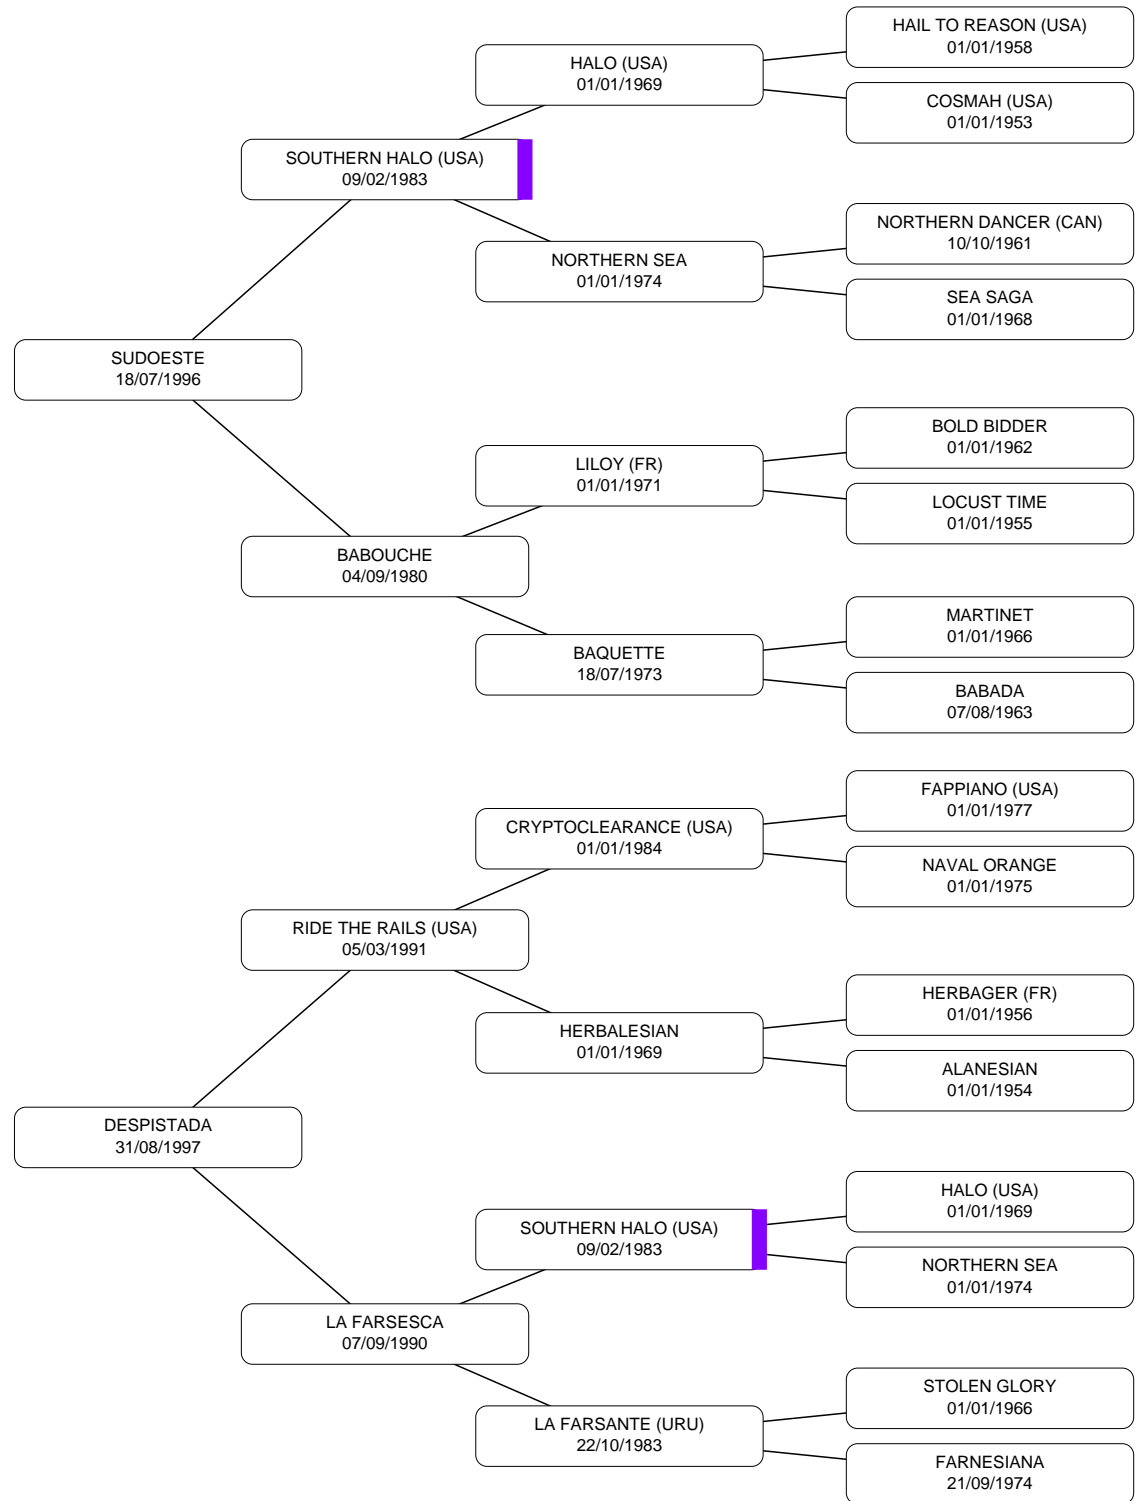 HAIL TO REASON (USA)
01/01/1958
HALO (USA)
01/01/1969
COSMAH (USA)
01/01/1953
SOUTHERN HALO (USA)
09/02/1983
NORTHERN DANCER (CAN)
10/10/1961
NORTHERN SEA
01/01/1974
SEA SAGA
01/01/1968
SUDOESTE
18/07/1996
BOLD BIDDER
01/01/1962
LILOY (FR)
01/01/1971
LOCUST TIME
01/01/1955
BABOUCHE
04/09/1980
MARTINET
01/01/1966
BAQUETTE
18/07/1973
BABADA
07/08/1963
FAPPIANO (USA)
01/01/1977
CRYPTOCLEARANCE (USA)
01/01/1984
NAVAL ORANGE
01/01/1975
RIDE THE RAILS (USA)
05/03/1991
HERBAGER (FR)
01/01/1956
HERBALESIAN
01/01/1969
ALANESIAN
01/01/1954
DESPISTADA
31/08/1997
HALO (USA)
01/01/1969
SOUTHERN HALO (USA)
09/02/1983
NORTHERN SEA
01/01/1974
LA FARSESCA
07/09/1990
STOLEN GLORY
01/01/1966
LA FARSANTE (URU)
22/10/1983
FARNESIANA
21/09/1974